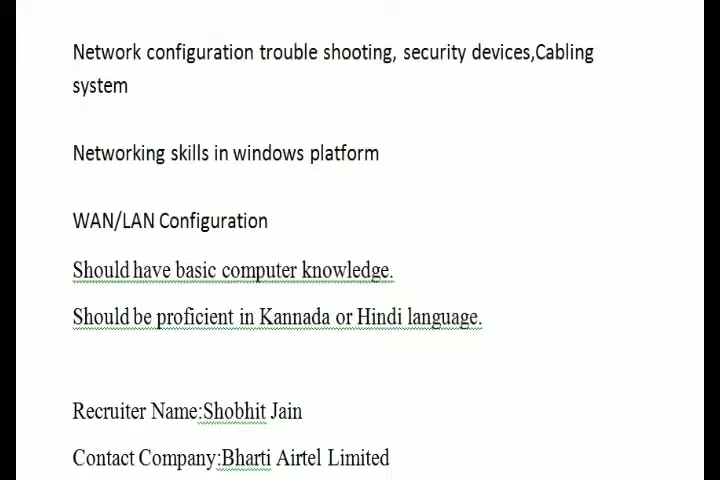 Network configuration trouble shooting, security devices,Cabling
system
Networking skills in windows platform
WAN/LAN Configuration
Should have basic computer knowledge.
Should be proficient in Kannada or Hindi language.
Recruiter Name:Shobhit Jain
Contact Company:Bharti Airtel Limited